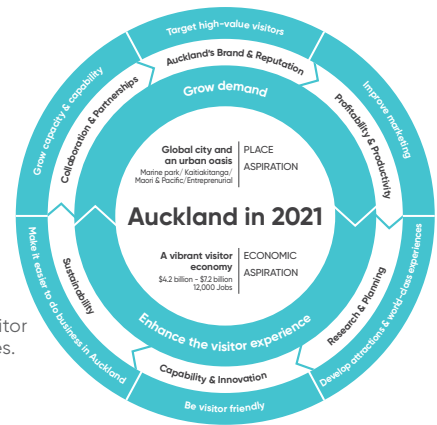 Target high-value visitors
Auckland's Brand & Reputation
Grow demand
Improve marketing
Profitability & Productivity
Develop attractions & world-class experiences
Research & Planning
Enhance the visitor experience
Capability & Innovation
Be visitor friendly
Make it easier to do business in Auckland
Sustainability
Grow capacity & capability
Collaboration & Partnerships
Global city and
an urban oasis
Marine park/ Kaitiakitanga/
Maori & Pacific/Entreprenurial
PLACE
ASPIRATION
Auckland in 2021
A vibrant visitor
economy
$4.2 billion - $7.2 billion
12,000 Jobs
ECONOMIC
ASPIRATION
itor
es.